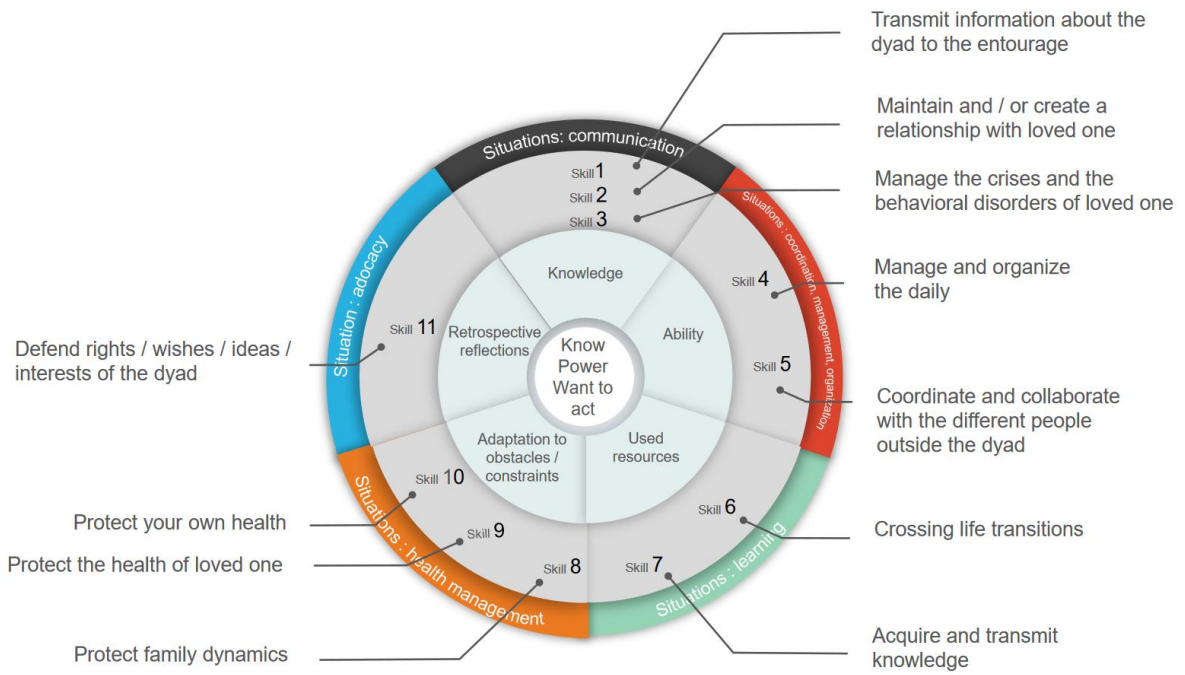 Transmit information about the
dyad to the entourage
Maintain and / or create a
relationship with loved one
Manage the crises and the
behavioral disorders of loved one
Manage and organize
the daily
Coordinate and collaborate
with the different people
outside the dyad
Crossing life transitions
Acquire and transmit
knowledge
Defend rights / wishes / ideas /
interests of the dyad
Protect your own health
Protect the health of loved one
Protect family dynamics
Situations: communication
Situations : coordination, management, organization
Situations : learning
Situations : health management
Situation : adocacy
Skill 1
Skill 2
Skill 3
Skill 4
Skill 5
Skill 6
Skill 7
Skill 8
Skill 9
Skill 10
Skill 11
Knowledge
Ability
Used
resources
Adaptation to
obstacles /
constraints
Retrospective
reflections
Know
Power
Want to
act